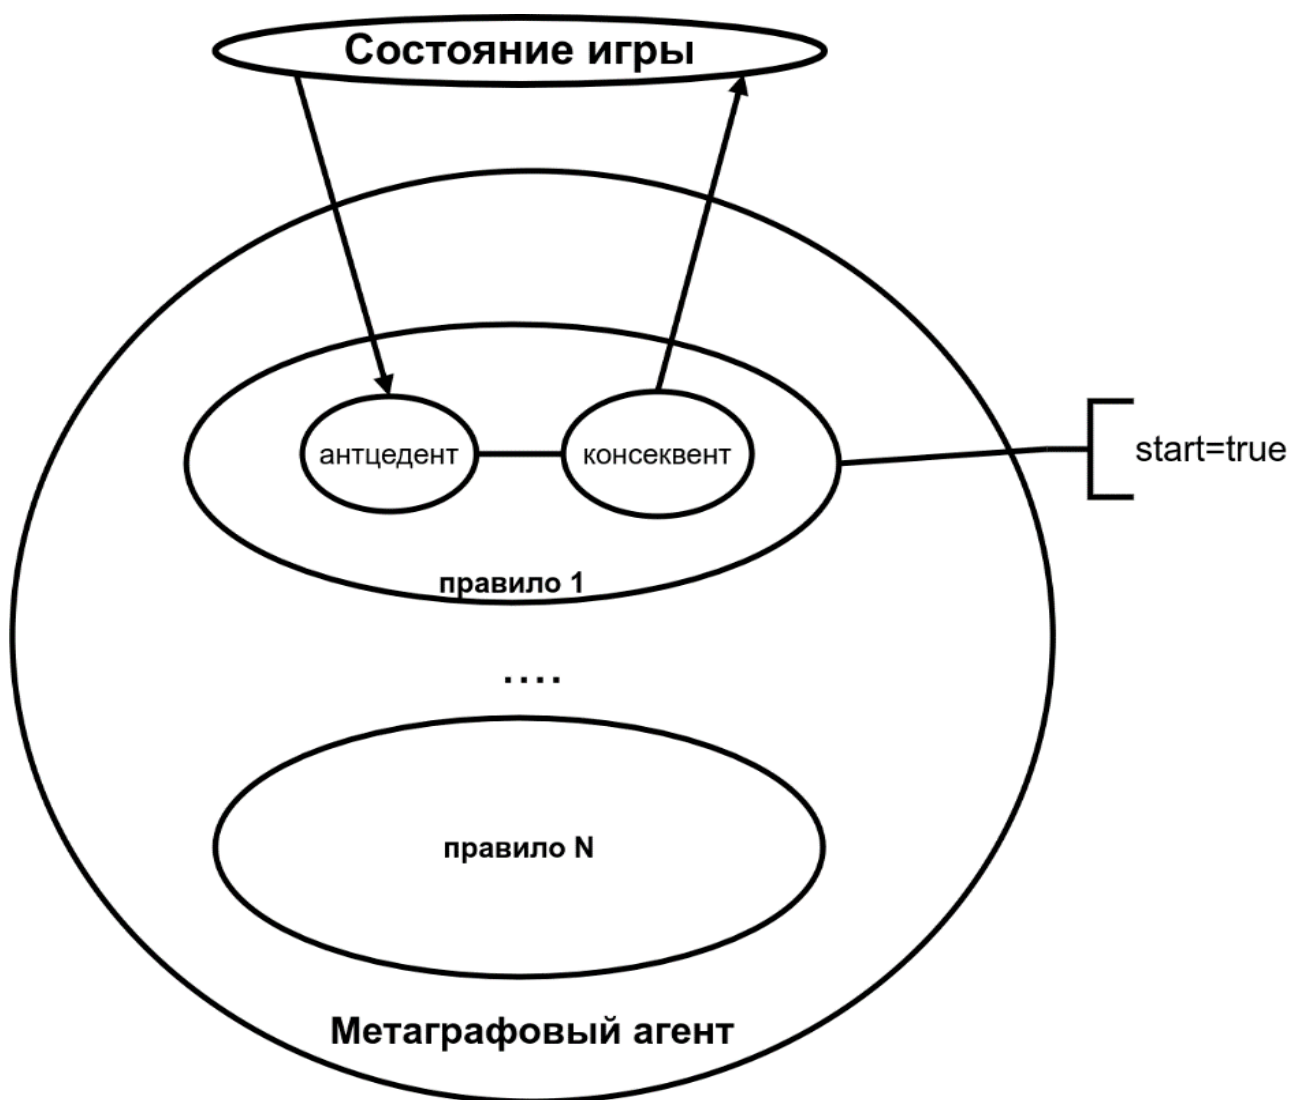 Состояние игры
антцедент
консеквент
start=true
правило 1
....
правило N
Метаграфовый агент